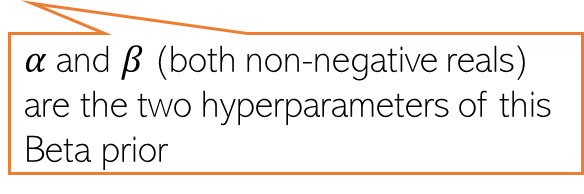 α and β (both non-negative reals)
are the two hyperparameters of this
Beta prior